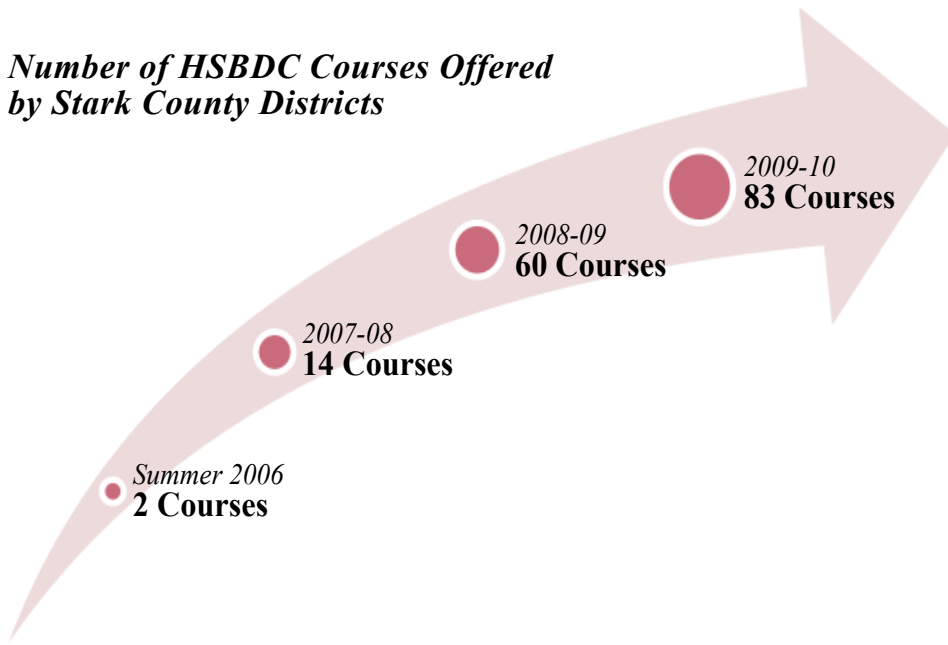 Number of HSBDC Courses Offered
by Stark County Districts
2009-10
83 Courses
2008-09
60 Courses
2007-08
14 Courses
Summer 2006
2 Courses